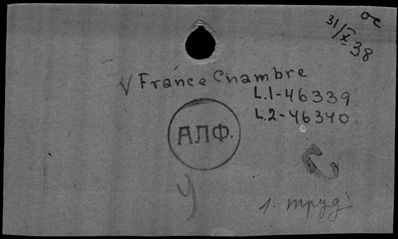 ос
31/X 38
√ France Chambre
L.1-46339
L.2-46340
АЛФ.
1. труд